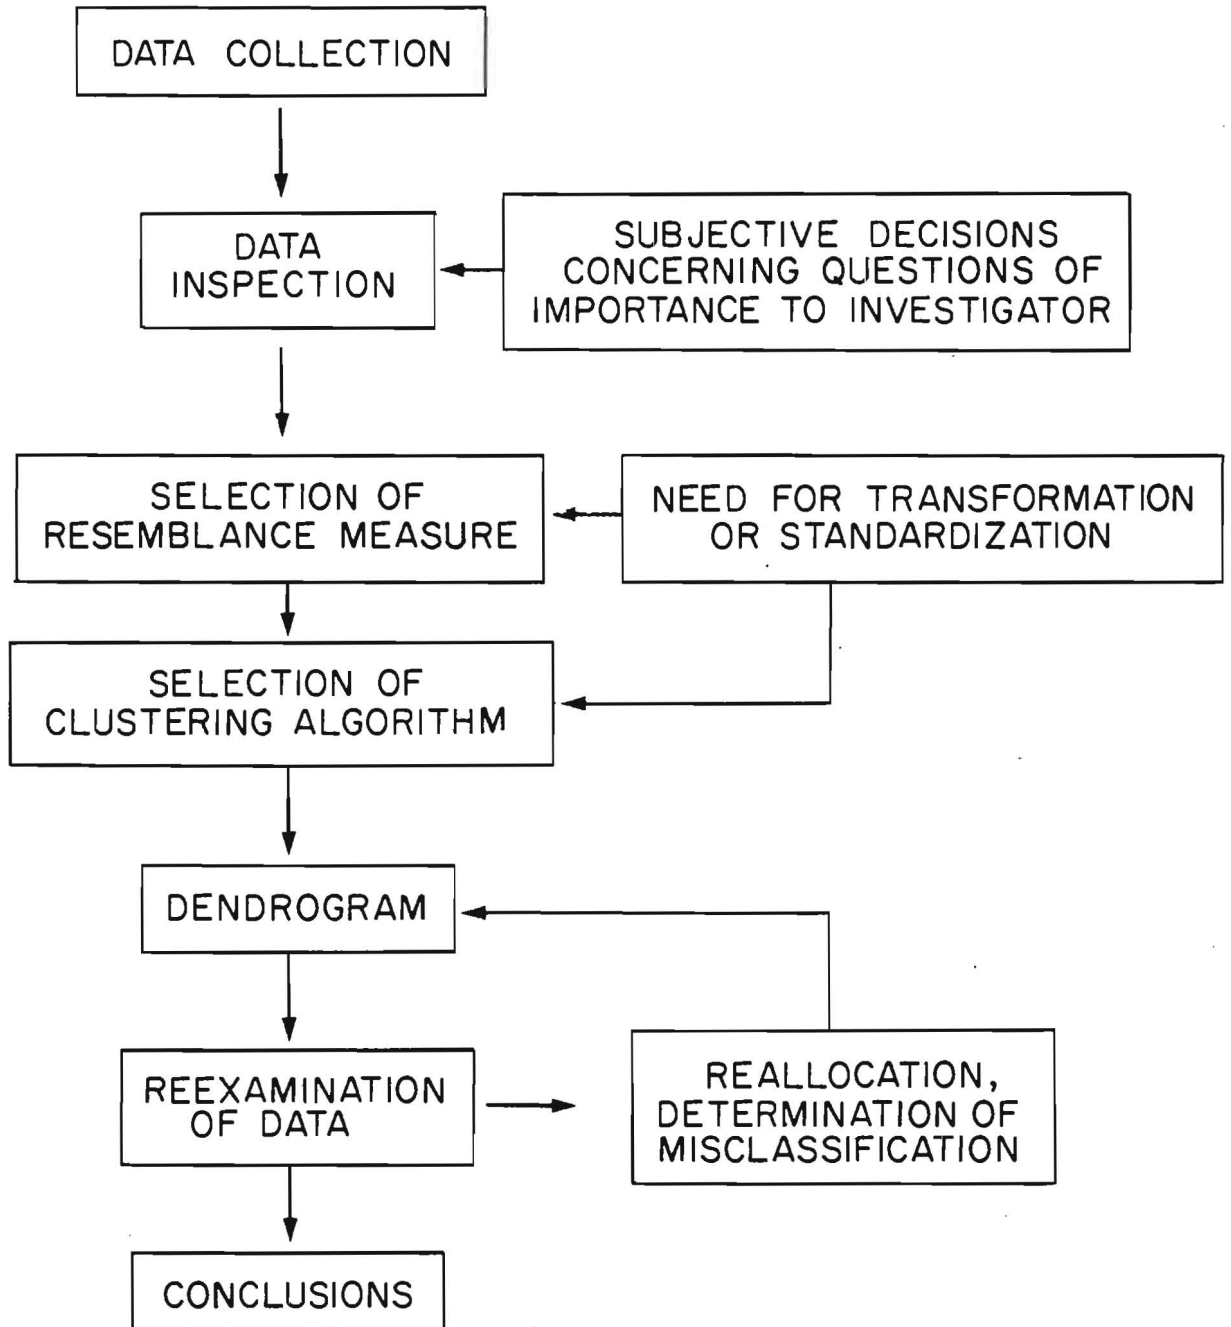 DATA COLLECTION
DATA
INSPECTION
SUBJECTIVE DECISIONS
CONCERNING QUESTIONS OF
IMPORTANCE TO INVESTIGATOR
SELECTION OF
RESEMBLANCE MEASURE
NEED FOR TRANSFORMATION
OR STANDARDIZATION
SELECTION OF
CLUSTERING ALGORITHM
DENDROGRAM
REEXAMINATION
OF DATA
REALLOCATION,
DETERMINATION OF
MISCLASSIFICATION
CONCLUSIONS